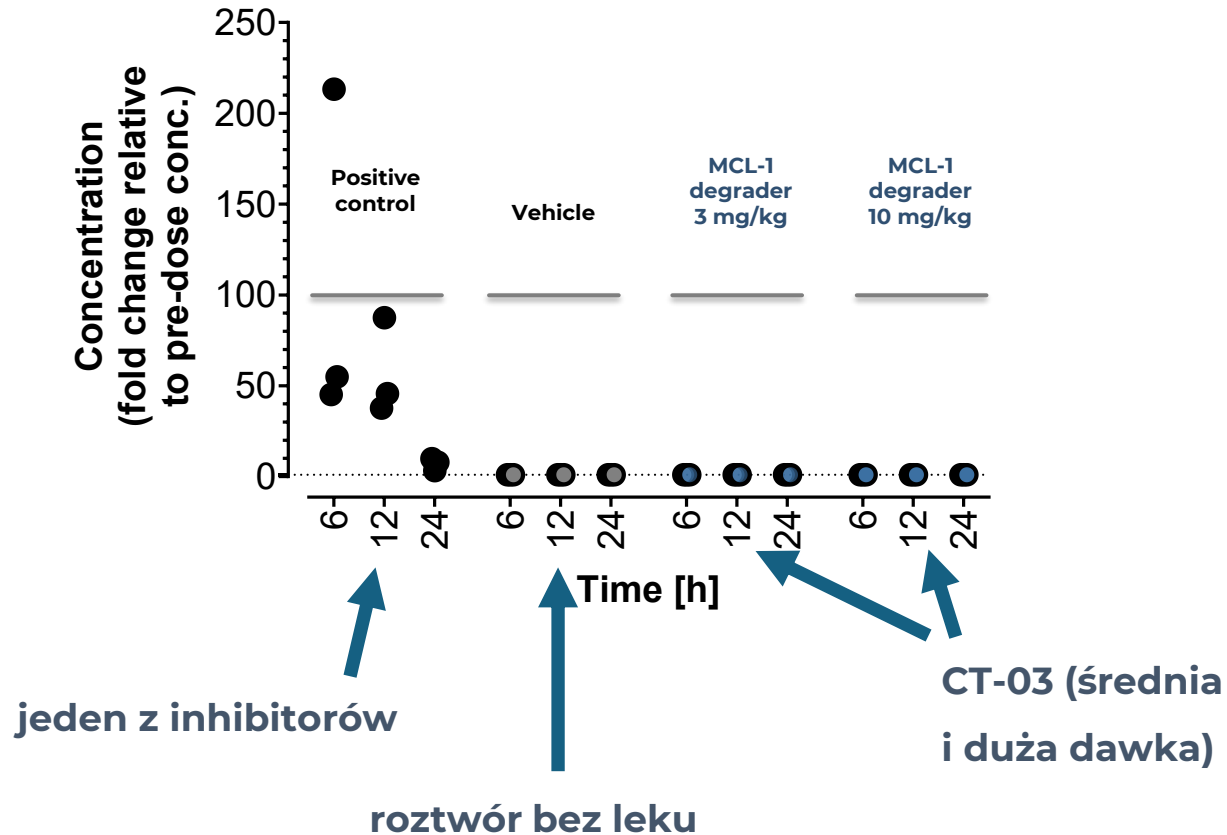 Concentration
(fold change relative
to pre-dose conc.)
250
200
150
100
50
0
Positive
control
Vehicle
MCL-1
degrader
3 mg/kg
MCL-1
degrader
10 mg/kg
6 12 24 6 12 24 6 12 24 6 12 24
Time [h]
jeden z inhibitorów
roztwór bez leku
CT-03 (średnia
i duża dawka)